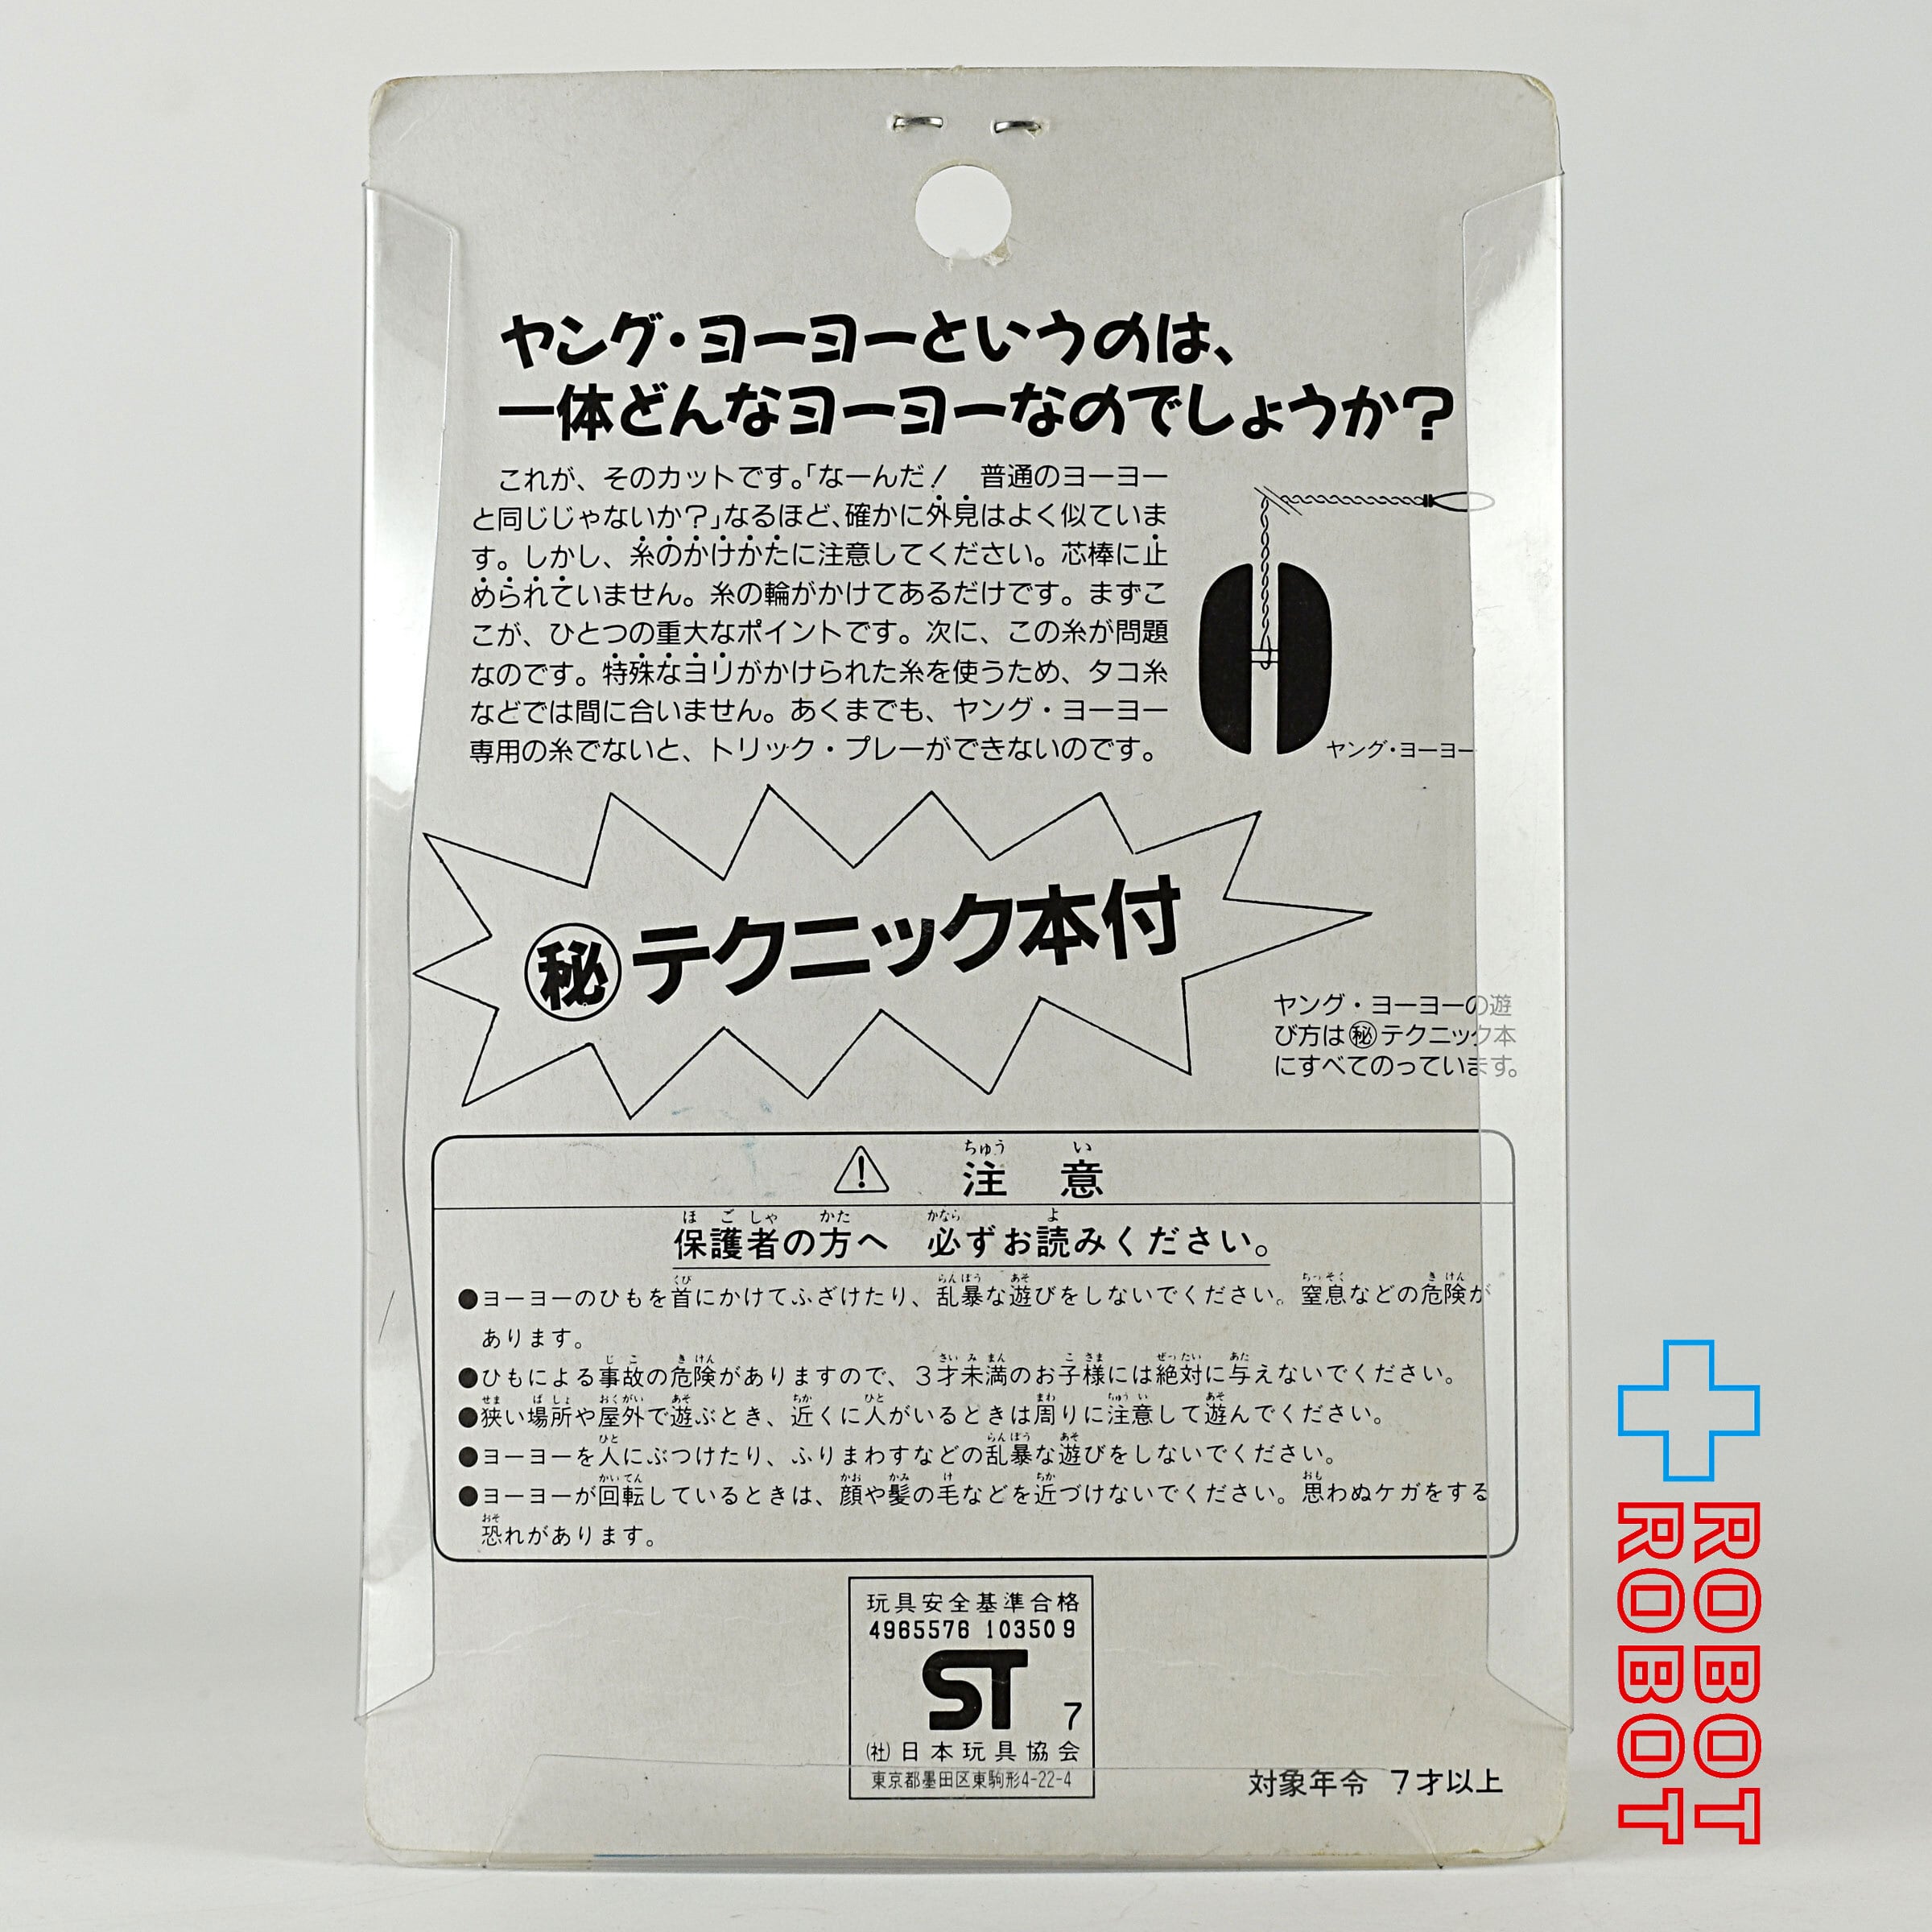 ヤング・ヨーヨーというのは、
一体どんなヨーヨーなのでしょうか?
これが、そのカットです。「なーんだ! 普通のヨーヨー
と同じじゃないか?」なるほど、確かに外見はよく似ていま
す。しかし、糸のかけかたに注意してください。芯棒に止
められていません。糸の輪がかけてあるだけです。まずこ
こが、ひとつの重大なポイントです。次に、この糸が問題
なのです。特殊なヨリがかけられた糸を使うため、タコ糸
などでは間に合いません。あくまでも、ヤング・ヨーヨー
専用の糸でないと、トリック・プレーができないのです。
ヤング・ヨーヨー
㊙テクニック本付
ヤング・ヨーヨーの遊
び方は㊙テクニック本
にすべてのっています。
ちゅう い
⚠ 注 意
ほ ご しゃ かた かなら よ
保護者の方へ 必ずお読みください。
くび らんぼう あそ ちっそく き けん
●ヨーヨーのひもを首にかけてふざけたり、乱暴な遊びをしないでください。窒息などの危険が
あります。
じ こ き けん さい み まん こ さま ぜったい あた
●ひもによる事故の危険がありますので、3才未満のお子様には絶対に与えないでください。
せま ば しょ おくがい あそ ちか ひと まわ ちゅう い あそ
●狭い場所や屋外で遊ぶとき、近くに人がいるときは周りに注意して遊んでください。
ひと らんぼう あそ
●ヨーヨーを人にぶつけたり、ふりまわすなどの乱暴な遊びをしないでください。
かいてん かお かみ け ちか おも
●ヨーヨーが回転しているときは、顔や髪の毛などを近づけないでください。思わぬケガをする
おそ
恐れがあります。
玩具安全基準合格
4965576 103509
ST 7
(社)日本玩具協会
東京都墨田区東駒形4-22-4
対象年令 7才以上
ROBOT
ROBOT